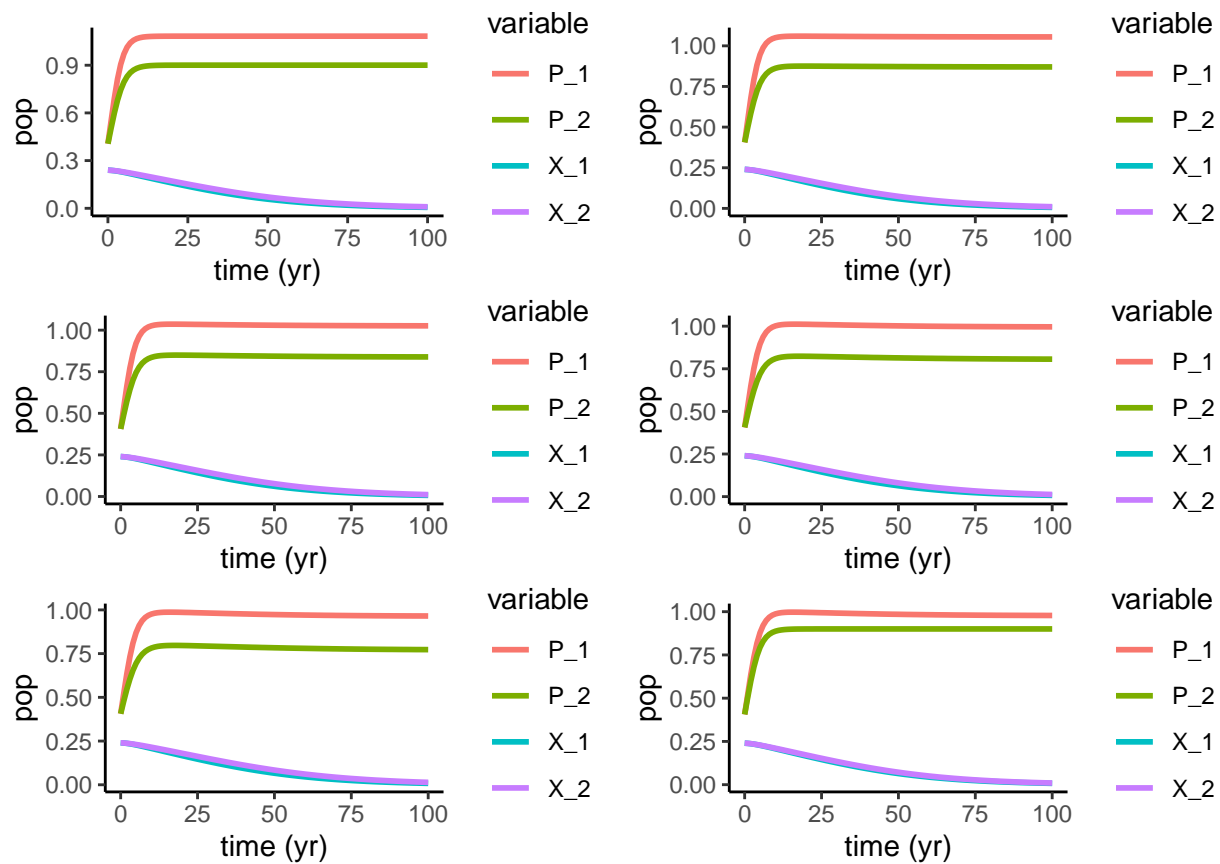 variable
P_1
P_2
X_1
X_2
pop
0.9
0.6
0.3
0.0
0 25 50 75 100
time (yr)
variable
P_1
P_2
X_1
X_2
pop
1.00
0.75
0.50
0.25
0.00
0 25 50 75 100
time (yr)
variable
P_1
P_2
X_1
X_2
pop
1.00
0.75
0.50
0.25
0.00
0 25 50 75 100
time (yr)
variable
P_1
P_2
X_1
X_2
pop
1.00
0.75
0.50
0.25
0.00
0 25 50 75 100
time (yr)
variable
P_1
P_2
X_1
X_2
pop
1.00
0.75
0.50
0.25
0.00
0 25 50 75 100
time (yr)
variable
P_1
P_2
X_1
X_2
pop
1.00
0.75
0.50
0.25
0.00
0 25 50 75 100
time (yr)